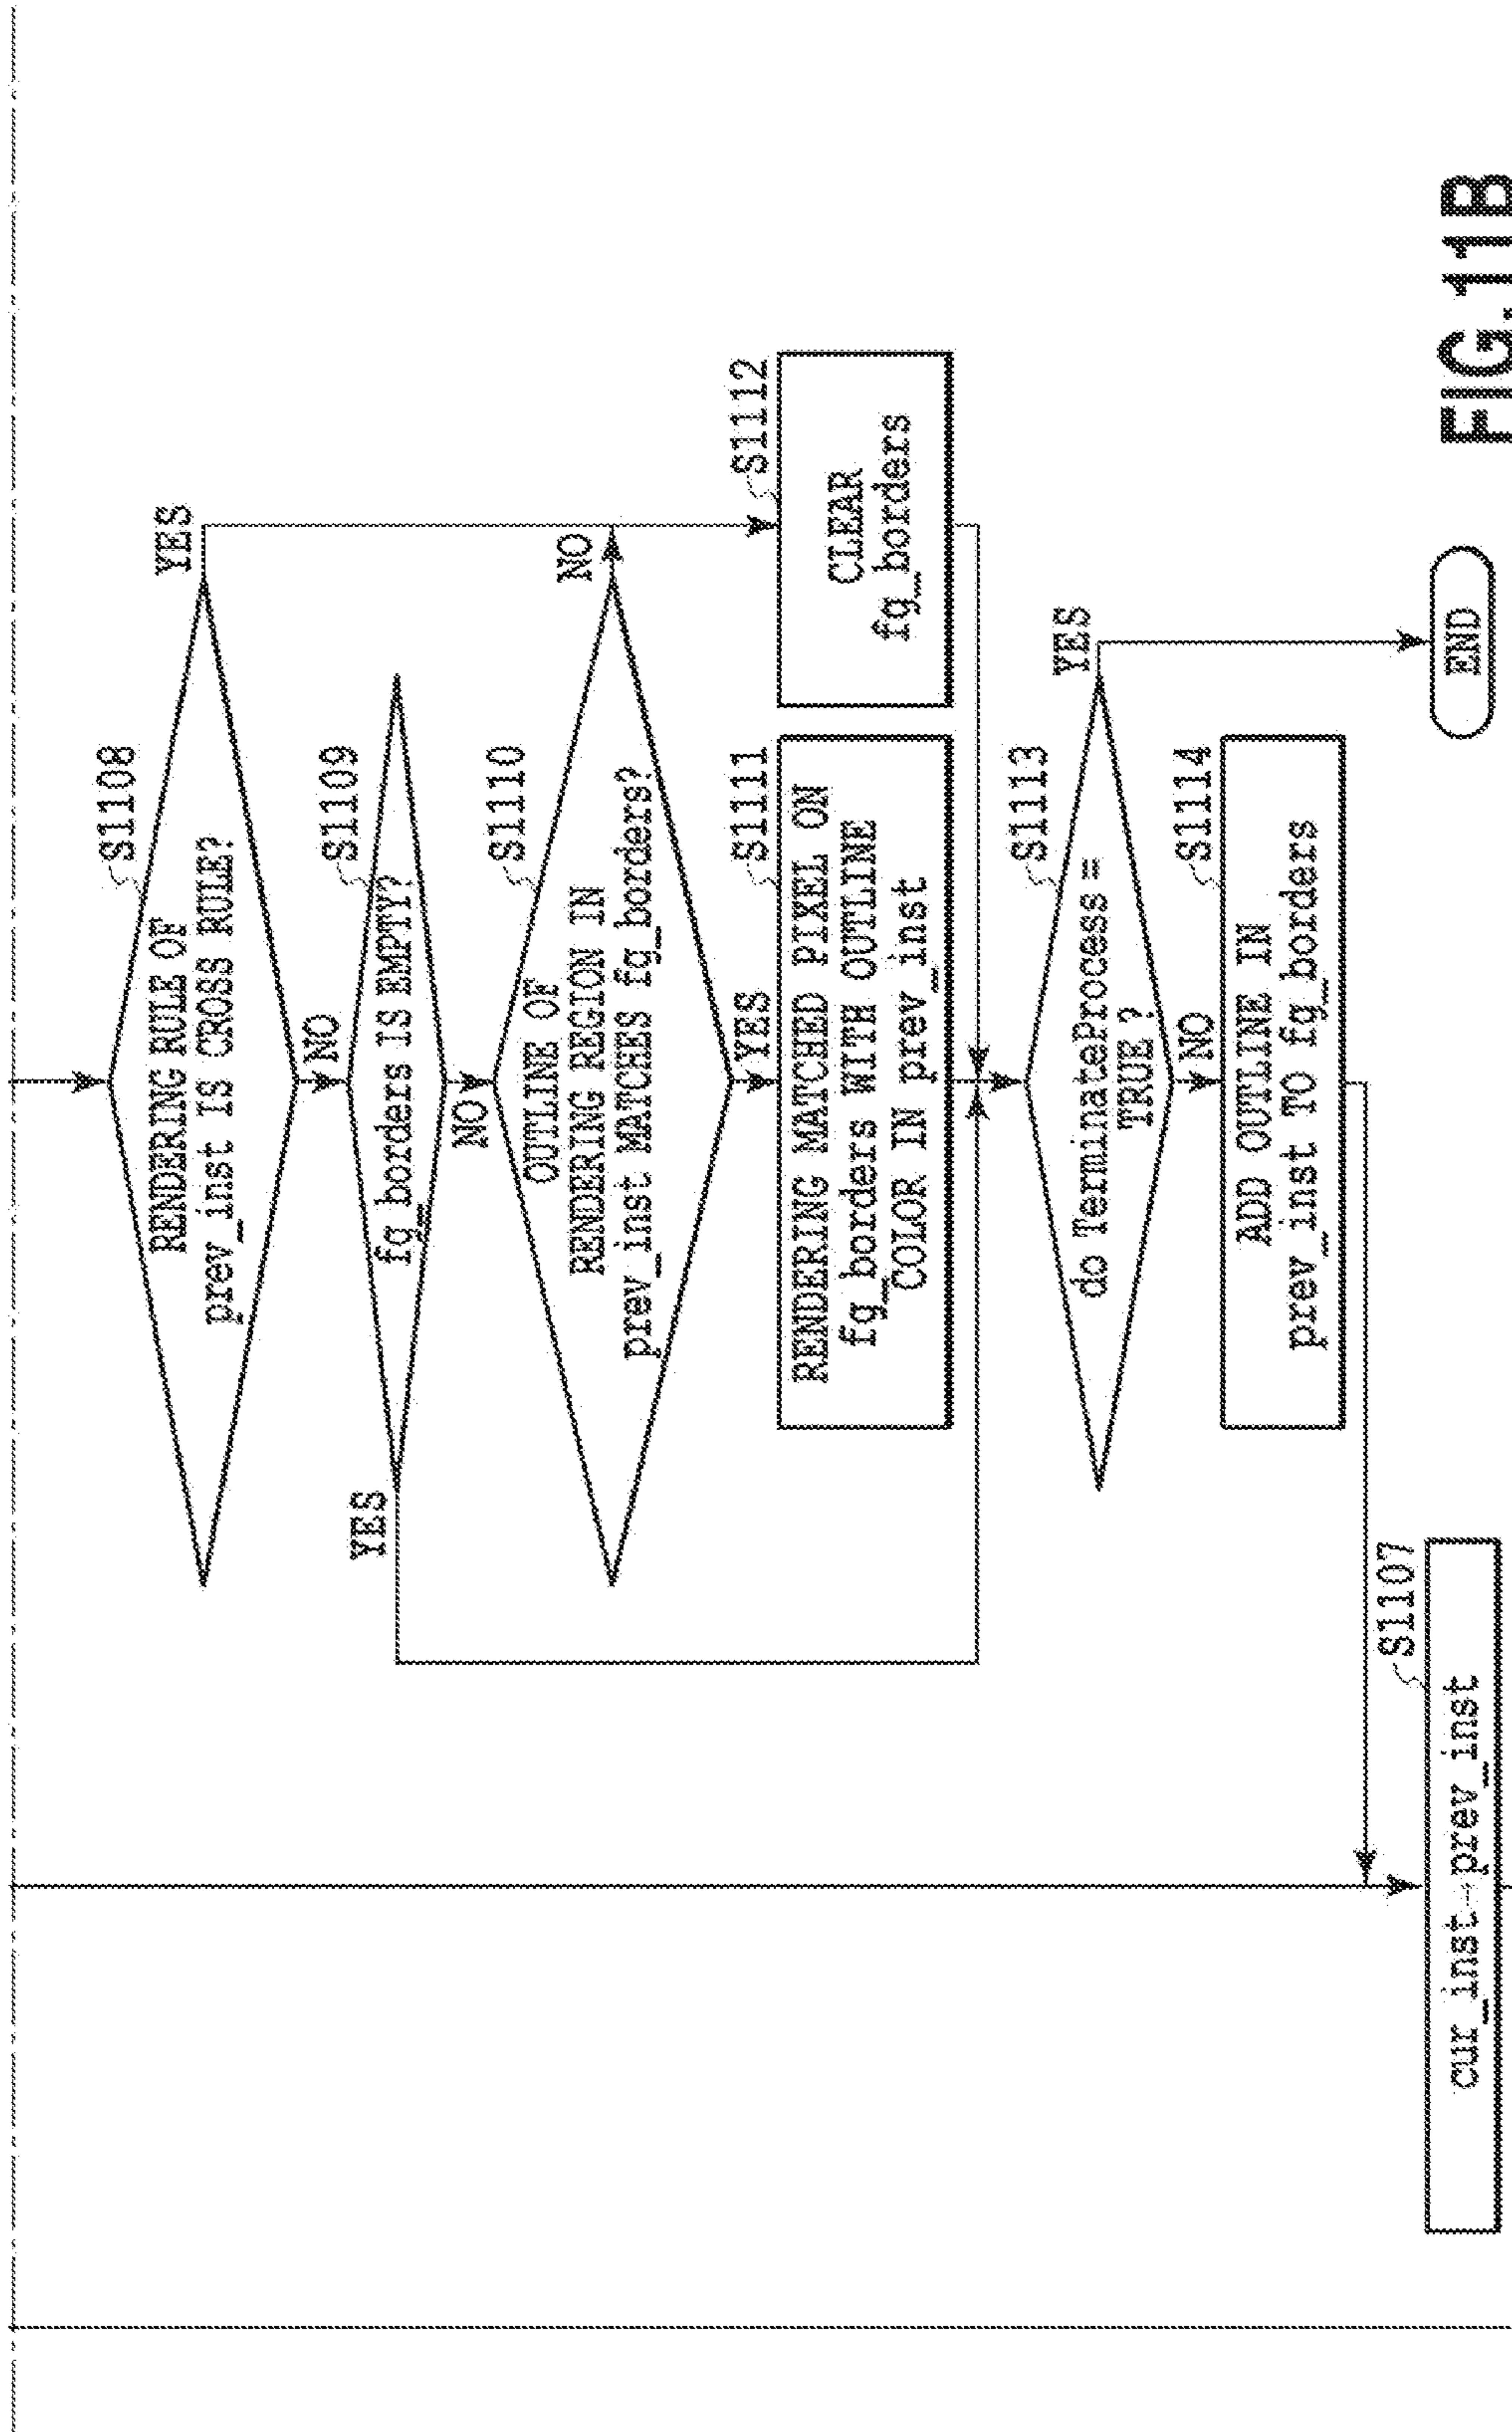 S1108
RENDERING RULE OF
prev_inst IS CROSS RULE?
YES
NO
S1109
fg_borders IS EMPTY?
YES
NO
S1110
OUTLINE OF
RENDERING REGION IN
prev_inst MATCHES fg_borders?
NO
YES
S1111
RENDERING MATCHED PIXEL ON
fg_borders WITH OUTLINE
COLOR IN prev_inst
S1112
CLEAR
fg_borders
S1113
do TerminateProcess =
TRUE ?
YES
NO
S1114
ADD OUTLINE IN
prev_inst TO fg_borders
S1107
cur_inst→prev_inst
END
FIG.11B